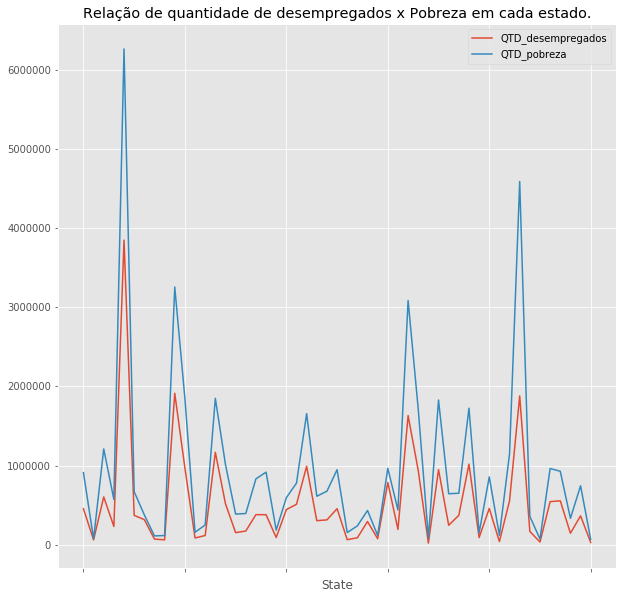 Relação de quantidade de desempregados x Pobreza em cada estado.
QTD_desempregados
QTD_pobreza
6000000
5000000
4000000
3000000
2000000
1000000
0
State